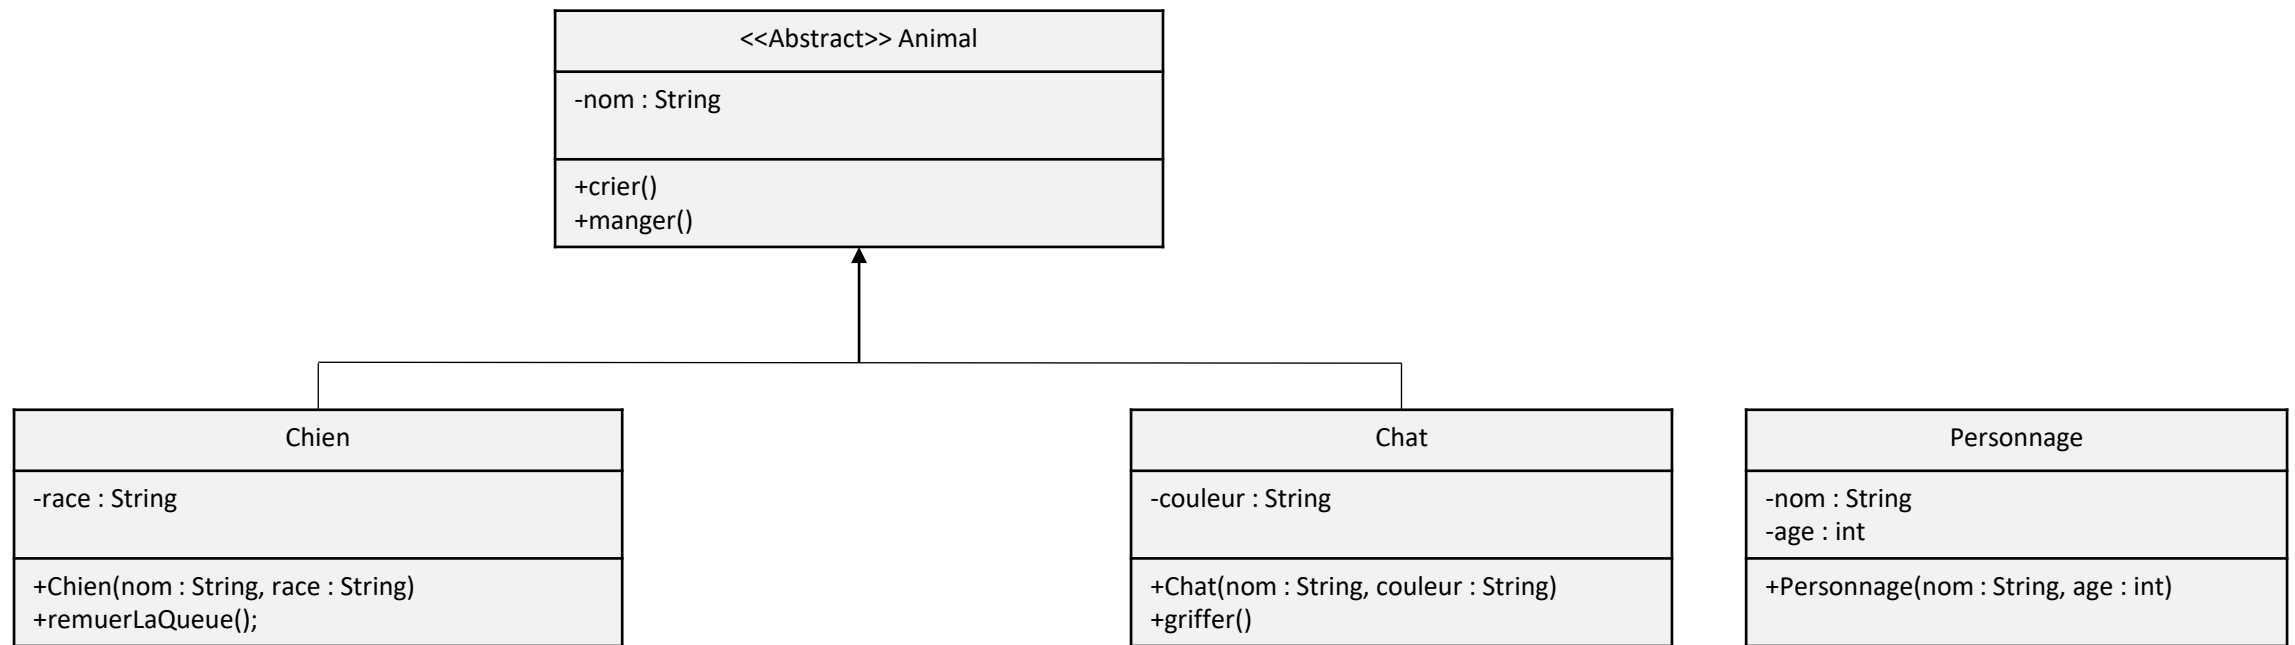 <<Abstract>> Animal
-nom : String
+crier()
+manger()
Chien
-race : String
+Chien(nom : String, race : String)
+remuerLaQueue();
Chat
-couleur : String
+Chat(nom : String, couleur : String)
+griffer()
Personnage
-nom : String
-age : int
+Personnage(nom : String, age : int)